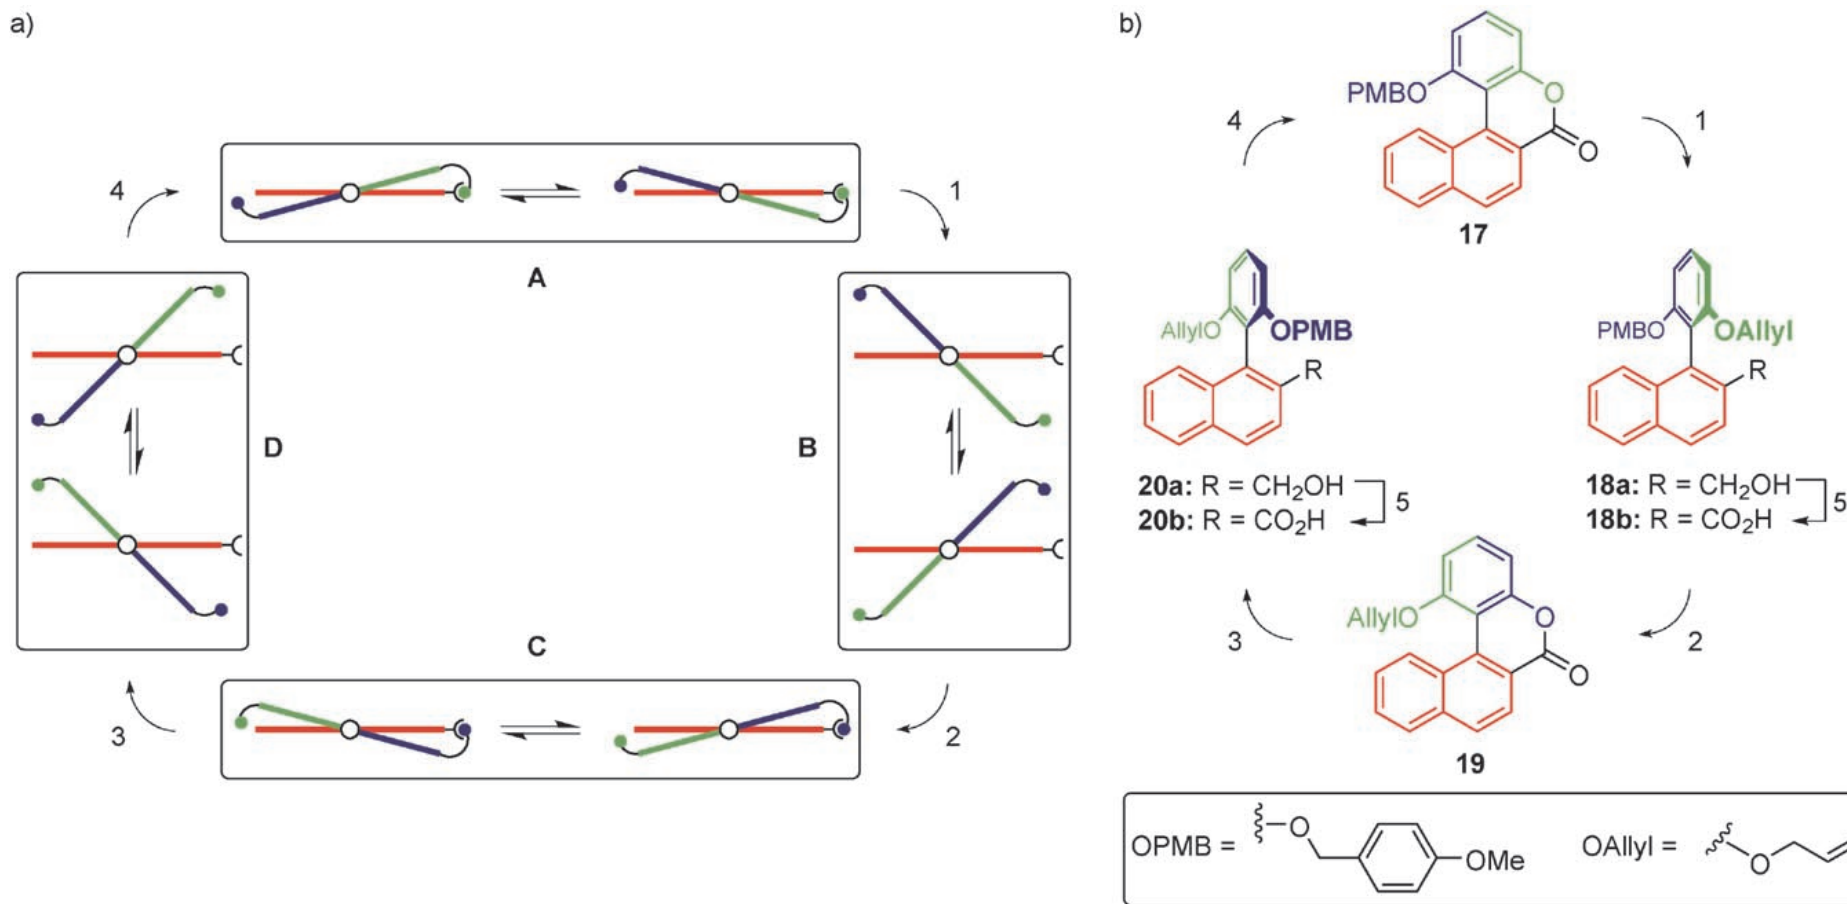 a)
4
1
A
D
B
C
3
2
b)
4
PMBO
O
O
1
17
AllylO
OPMB
R
PMBO
OAllyl
R
20a: R = CH₂OH
20b: R = CO₂H
5
18a: R = CH₂OH
18b: R = CO₂H
5
AllylO
O
O
3
2
19
OPMB =
O
OMe
OAllyl =
O